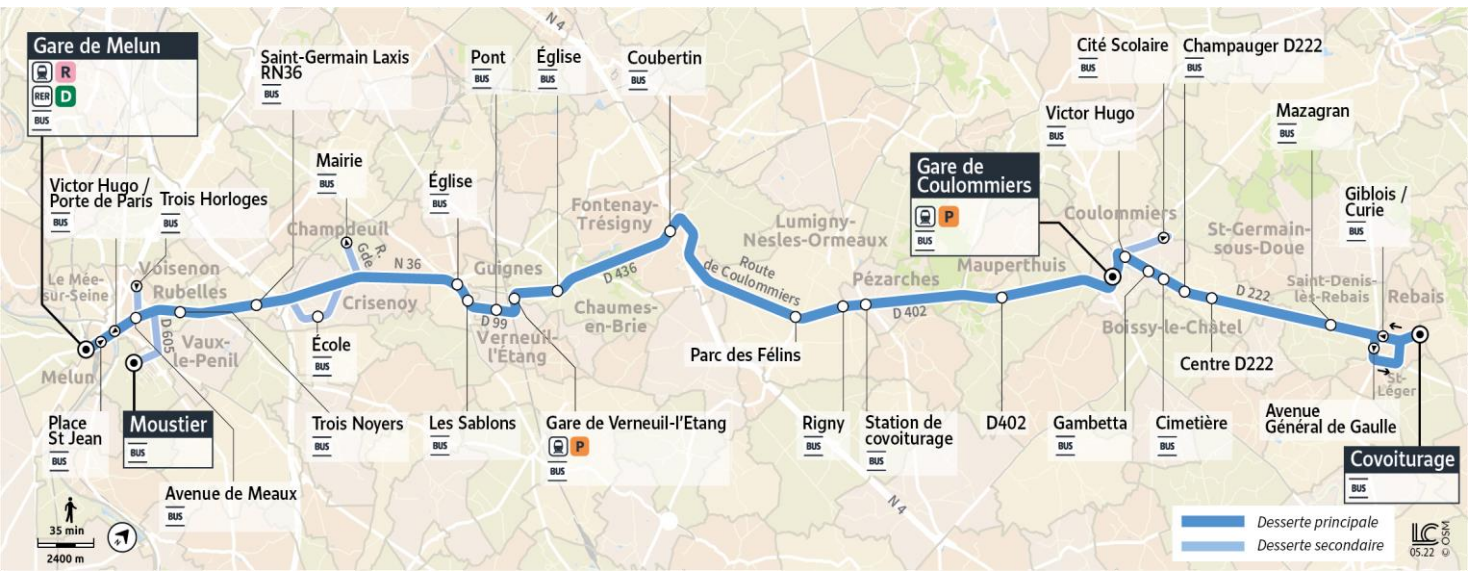 Gare de Melun
R
RER D
BUS
Saint-Germain Laxis
RN36
BUS
Pont
BUS
Église
BUS
Coubertin
BUS
N 4
Cité Scolaire
BUS
Champauger D222
BUS
Victor Hugo
BUS
Mazagran
BUS
Gare de
Coulommiers
P
BUS
Giblois /
Curie
BUS
Victor Hugo /
Porte de Paris
BUS
Trois Horloges
BUS
Mairie
BUS
Église
BUS
Champdeuil
R. Gde
Fontenay-
Trésigny
Lumigny-
Nesles-Ormeaux
Coulommiers
St-Germain-
sous-Doue
Le Mée-
sur-Seine
Voisenon
Rubelles
N 36
Crisenoy
Guignes
D 436
Route
de Coulommiers
Pézarches
Mauperthuis
D 222
Saint-Denis-
lès-Rebais
Rebais
D 605
Vaux-
le-Penil
Melun
D 99
Verneuil-
l'Étang
Chaumes-
en-Brie
D 402
Boissy-le-Châtel
St-
Léger
École
BUS
Parc des Félins
Centre D222
Place
St Jean
BUS
Moustier
BUS
Avenue de Meaux
BUS
Trois Noyers
BUS
Les Sablons
BUS
Gare de Verneuil-l'Etang
P
BUS
Rigny
BUS
Station de
covoiturage
BUS
D402
Gambetta
BUS
Cimetière
BUS
Avenue
Général de Gaulle
BUS
Covoiturage
BUS
N 4
35 min
2400 m
Desserte principale
Desserte secondaire
LC
05.22 © OSM